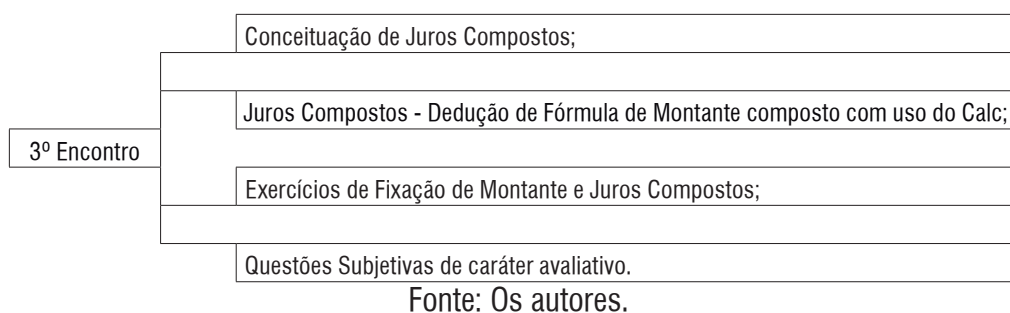 Conceituação de Juros Compostos;
Juros Compostos - Dedução de Fórmula de Montante composto com uso do Calc;
3º Encontro
Exercícios de Fixação de Montante e Juros Compostos;
Questões Subjetivas de caráter avaliativo.
Fonte: Os autores.